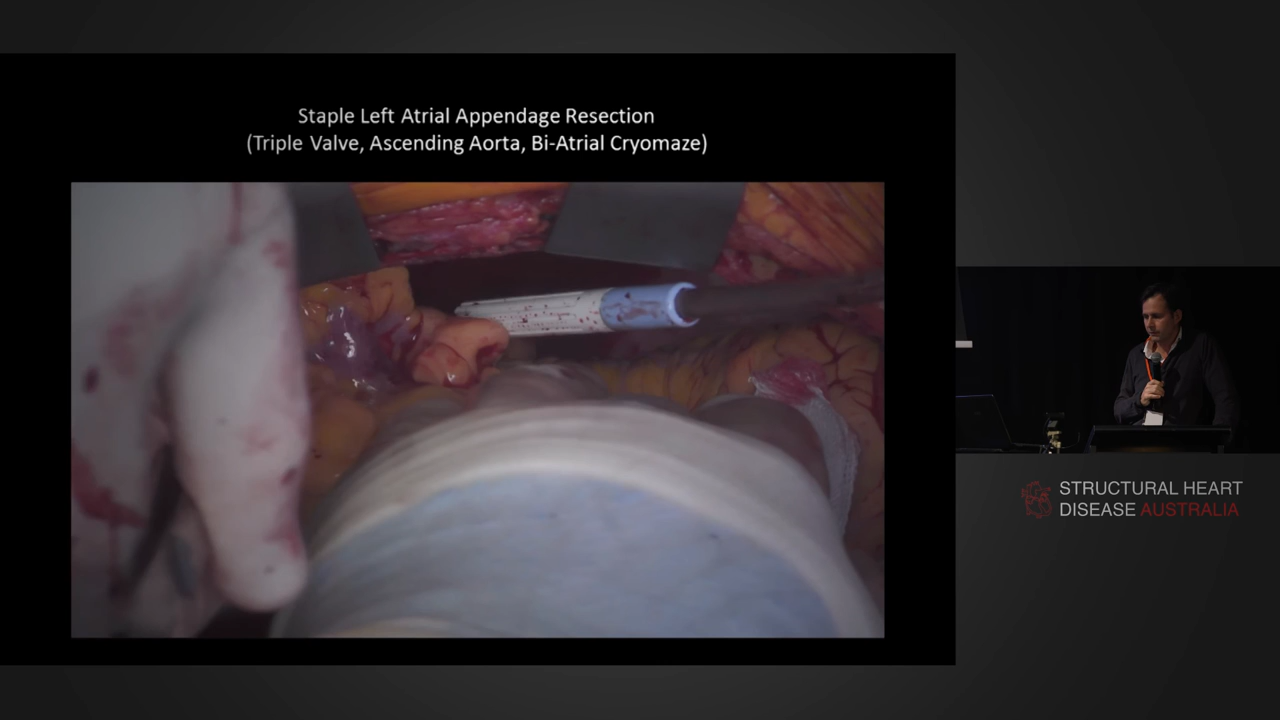 Staple Left Atrial Appendage Resection
(Triple Valve, Ascending Aorta, Bi-Atrial Cryomaze)
STRUCTURAL HEART
DISEASE AUSTRALIA